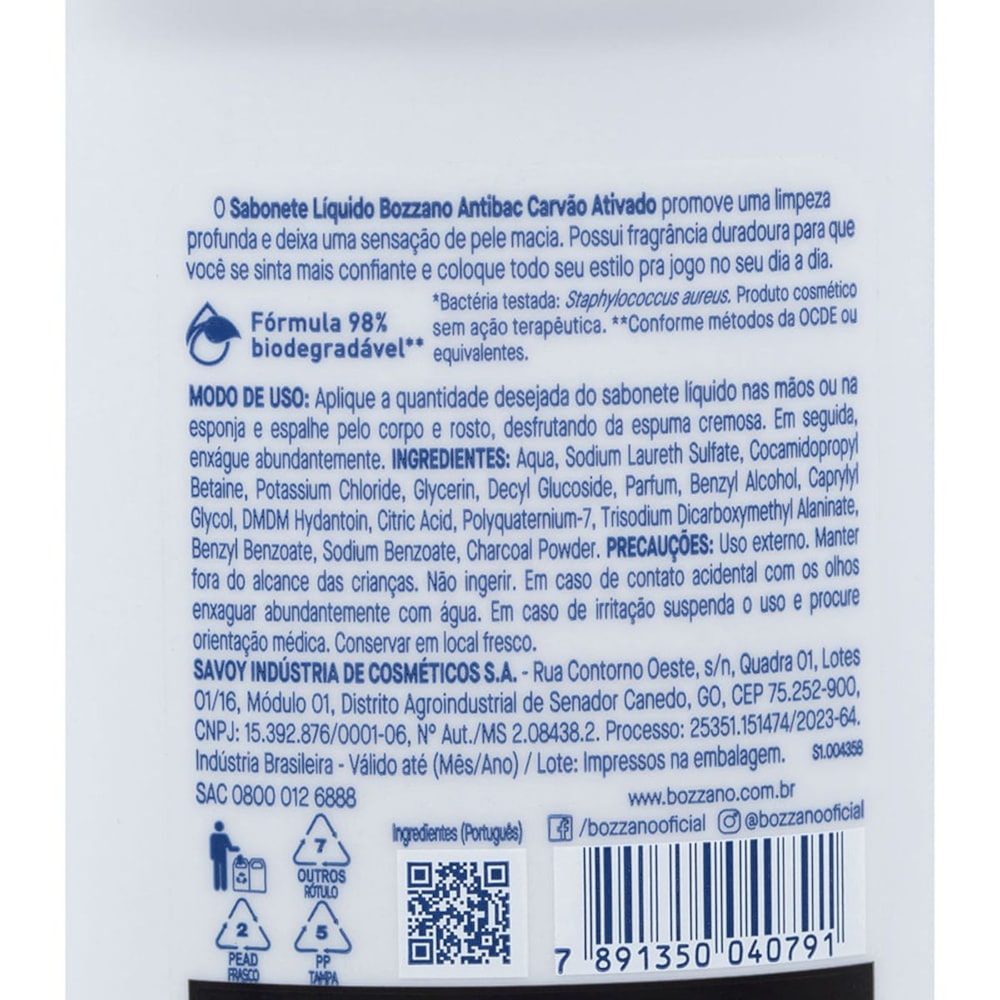 O Sabonete Líquido Bozzano Antibac Carvão Ativado promove uma limpeza
profunda e deixa uma sensação de pele macia. Possui fragrância duradoura para que
você se sinta mais confiante e coloque todo seu estilo pra jogo no seu dia a dia.
Fórmula 98%
biodegradável**
*Bactéria testada: Staphylococcus aureus. Produto cosmético
sem ação terapêutica. **Conforme métodos da OCDE ou
equivalentes.
MODO DE USO: Aplique a quantidade desejada do sabonete líquido nas mãos ou na
esponja e espalhe pelo corpo e rosto, desfrutando da espuma cremosa. Em seguida,
enxágue abundantemente. INGREDIENTES: Aqua, Sodium Laureth Sulfate, Cocamidopropyl
Betaine, Potassium Chloride, Glycerin, Decyl Glucoside, Parfum, Benzyl Alcohol, Caprylyl
Glycol, DMDM Hydantoin, Citric Acid, Polyquaternium-7, Trisodium Dicarboxymethyl Alaninate,
Benzyl Benzoate, Sodium Benzoate, Charcoal Powder. PRECAUÇÕES: Uso externo. Manter
fora do alcance das crianças. Não ingerir. Em caso de contato acidental com os olhos
enxaguar abundantemente com água. Em caso de irritação suspenda o uso e procure
orientação médica. Conservar em local fresco.
SAVOY INDÚSTRIA DE COSMÉTICOS S.A. - Rua Contorno Oeste, s/n, Quadra 01, Lotes
01/16, Módulo 01, Distrito Agroindustrial de Senador Canedo, GO, CEP 75.252-900,
CNPJ: 15.392.876/0001-06, Nº Aut./MS 2.08438.2. Processo: 25351.151474/2023-64.
Indústria Brasileira - Válido até (Mês/Ano) / Lote: Impressos na embalagem.
S1.004358
SAC 0800 012 6888
www.bozzano.com.br
/bozzanooficial @bozzanooficial
Ingredientes (Português)
7
OUTROS
RÓTULO
2
PEAD
FRASCO
5
PP
TAMPA
7 891350 040791